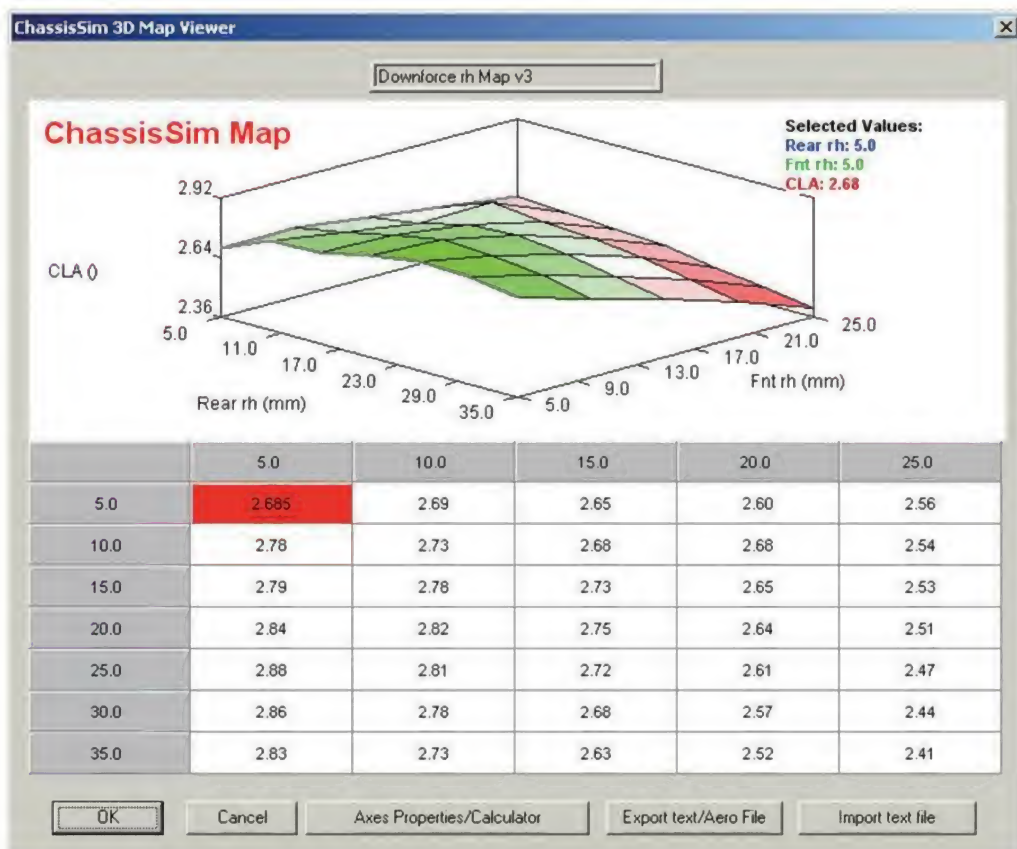 ChassisSim 3D Map Viewer
Downforce rh Map v3
ChassisSim Map
Selected Values:
Rear rh: 5.0
Fnt rh: 5.0
CLA: 2.68
2.92
2.64
CLA ()
2.36
5.0
11.0
17.0
23.0
29.0
35.0
Rear rh (mm)
5.0
9.0
13.0
17.0
21.0
25.0
Fnt rh (mm)
5.0 10.0 15.0 20.0 25.0
5.0 2.685 2.69 2.65 2.60 2.56
10.0 2.78 2.73 2.68 2.68 2.54
15.0 2.79 2.78 2.73 2.65 2.53
20.0 2.84 2.82 2.75 2.64 2.51
25.0 2.88 2.81 2.72 2.61 2.47
30.0 2.86 2.78 2.68 2.57 2.44
35.0 2.83 2.73 2.63 2.52 2.41
OK Cancel Axes Properties/Calculator Export text/Aero File Import text file